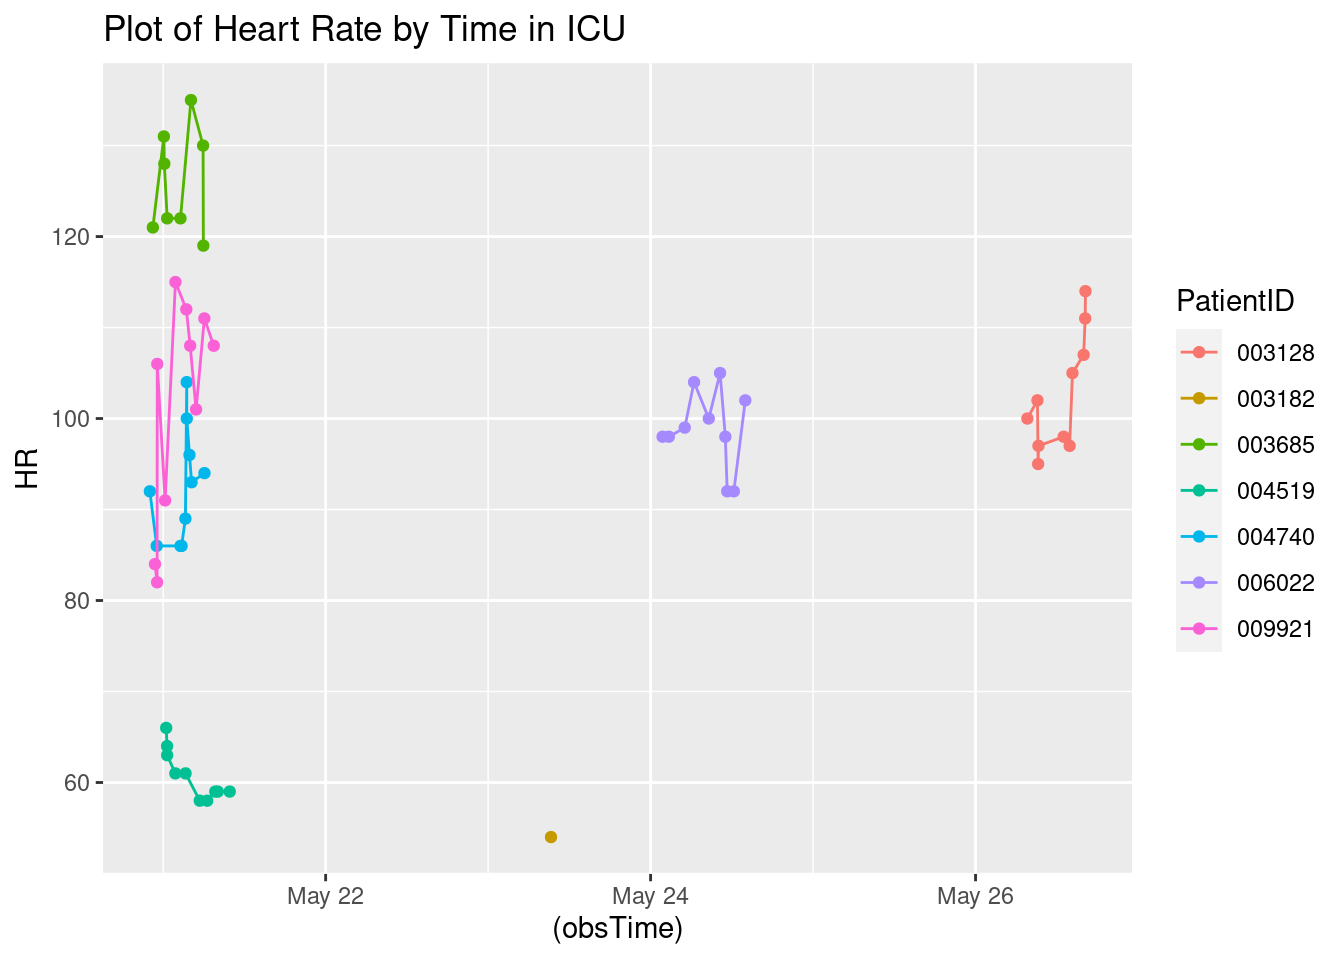 Plot of Heart Rate by Time in ICU
HR
120
100
80
60
May 22
May 24
May 26
(obsTime)
PatientID
003128
003182
003685
004519
004740
006022
009921